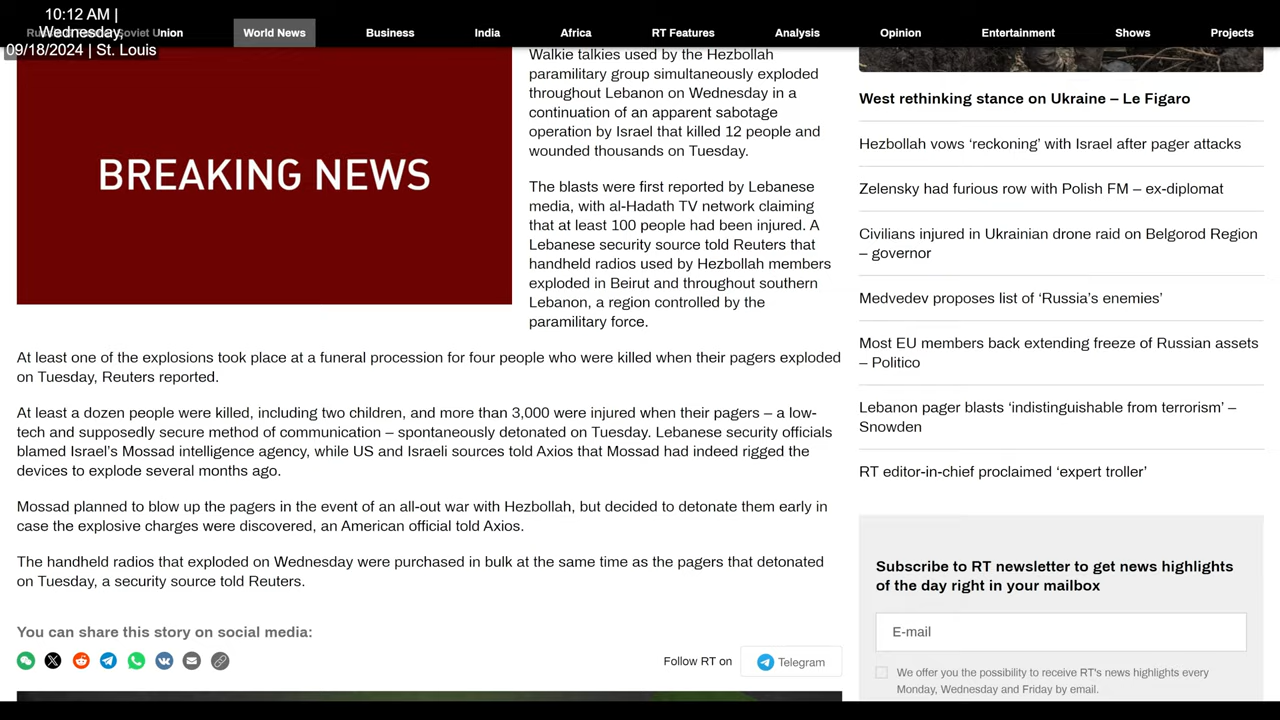 10:12 AM |
Wednesday,
09/18/2024 | St. Louis
Union
World News
Business
India
Africa
RT Features
Analysis
Opinion
Entertainment
Shows
Projects
BREAKING NEWS
Walkie talkies used by the Hezbollah
paramilitary group simultaneously exploded
throughout Lebanon on Wednesday in a
continuation of an apparent sabotage
operation by Israel that killed 12 people and
wounded thousands on Tuesday.
The blasts were first reported by Lebanese
media, with al-Hadath TV network claiming
that at least 100 people had been injured. A
Lebanese security source told Reuters that
handheld radios used by Hezbollah members
exploded in Beirut and throughout southern
Lebanon, a region controlled by the
paramilitary force.
At least one of the explosions took place at a funeral procession for four people who were killed when their pagers exploded
on Tuesday, Reuters reported.
At least a dozen people were killed, including two children, and more than 3,000 were injured when their pagers – a low-
tech and supposedly secure method of communication – spontaneously detonated on Tuesday. Lebanese security officials
blamed Israel's Mossad intelligence agency, while US and Israeli sources told Axios that Mossad had indeed rigged the
devices to explode several months ago.
Mossad planned to blow up the pagers in the event of an all-out war with Hezbollah, but decided to detonate them early in
case the explosive charges were discovered, an American official told Axios.
The handheld radios that exploded on Wednesday were purchased in bulk at the same time as the pagers that detonated
on Tuesday, a security source told Reuters.
You can share this story on social media:
Follow RT on
Telegram
West rethinking stance on Ukraine – Le Figaro
Hezbollah vows ‘reckoning’ with Israel after pager attacks
Zelensky had furious row with Polish FM – ex-diplomat
Civilians injured in Ukrainian drone raid on Belgorod Region
– governor
Medvedev proposes list of ‘Russia’s enemies’
Most EU members back extending freeze of Russian assets
– Politico
Lebanon pager blasts ‘indistinguishable from terrorism’ –
Snowden
RT editor-in-chief proclaimed ‘expert troller’
Subscribe to RT newsletter to get news highlights
of the day right in your mailbox
E-mail
We offer you the possibility to receive RT's news highlights every
Monday, Wednesday and Friday by email.